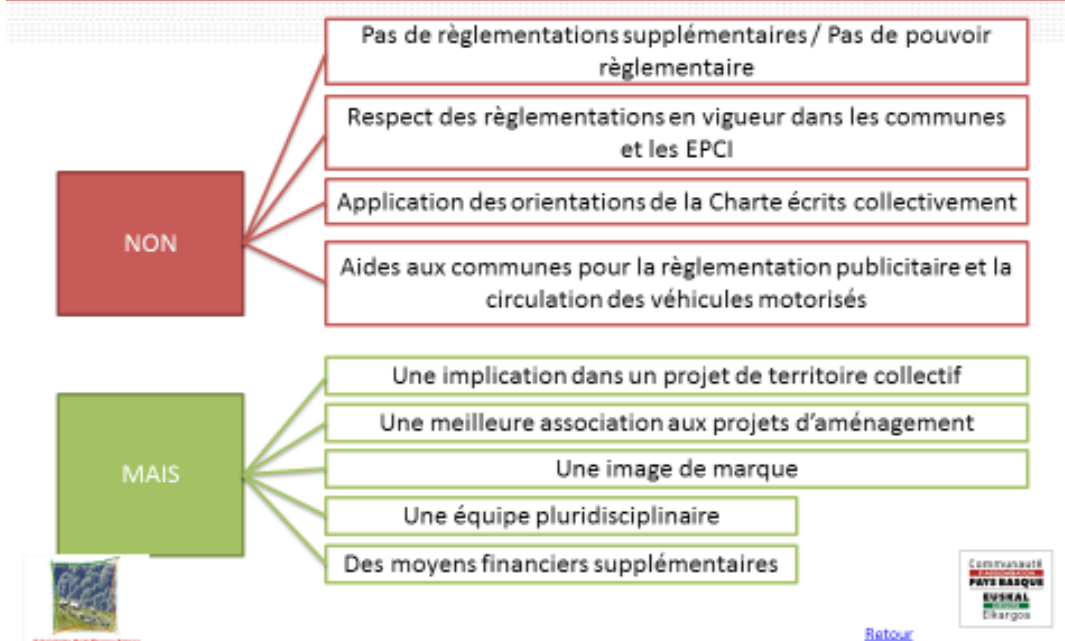 Pas de règlementations supplémentaires / Pas de pouvoir
règlementaire
Respect des règlementations en vigueur dans les communes
et les EPCI
NON
Application des orientations de la Charte écrits collectivement
Aides aux communes pour la règlementation publicitaire et la
circulation des véhicules motorisés
Une implication dans un projet de territoire collectif
Une meilleure association aux projets d'aménagement
MAIS
Une image de marque
Une équipe pluridisciplinaire
Des moyens financiers supplémentaires
Communauté
PAYS BASQUE
EUSKAL
Elkargoa
Retour